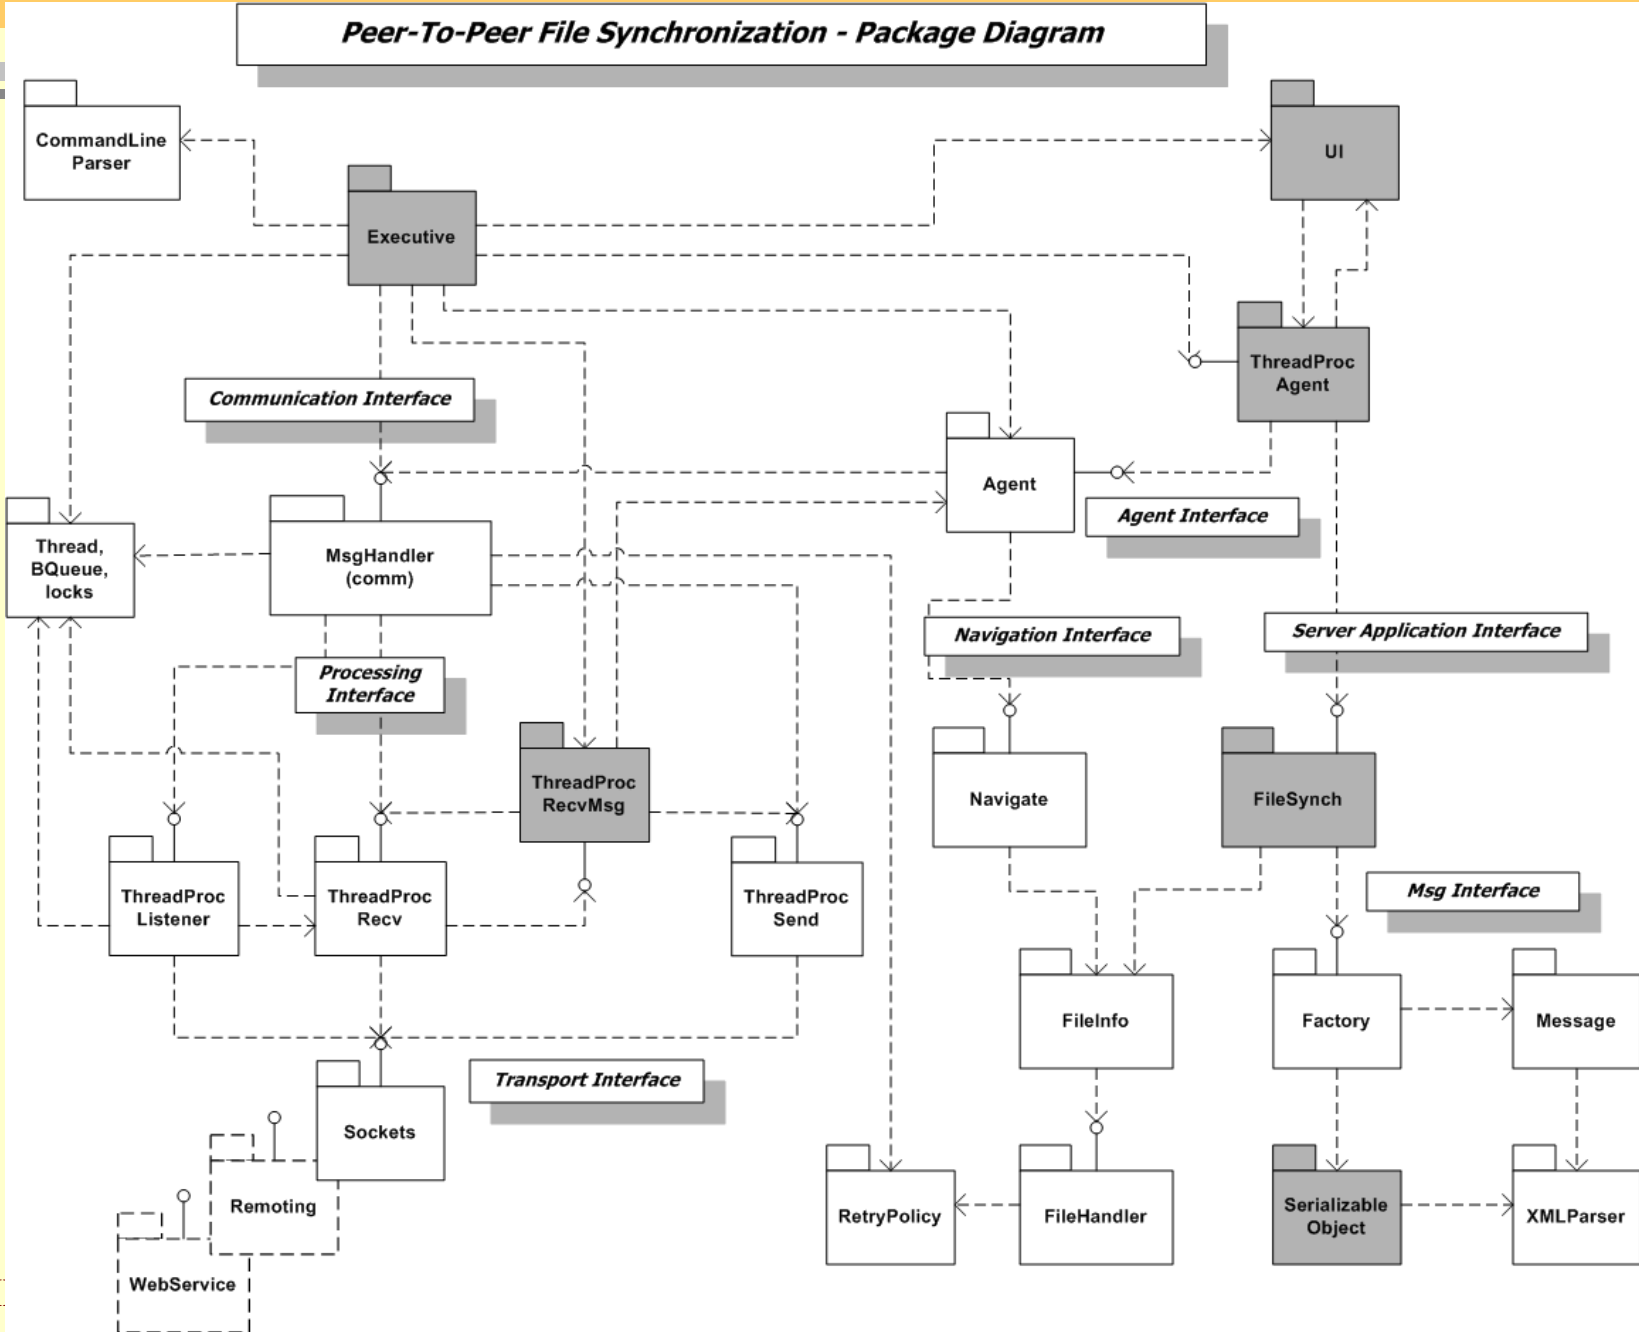 Peer-To-Peer File Synchronization - Package Diagram
CommandLine
Parser
UI
Executive
ThreadProc
Agent
Communication Interface
Agent
Agent Interface
Thread,
BQueue,
locks
MsgHandler
(comm)
Navigation Interface
Server Application Interface
Processing
Interface
ThreadProc
RecvMsg
Navigate
FileSynch
ThreadProc
Listener
ThreadProc
Recv
ThreadProc
Send
Msg Interface
FileInfo
Factory
Message
Transport Interface
Sockets
Remoting
RetryPolicy
FileHandler
Serializable
Object
XMLParser
WebService